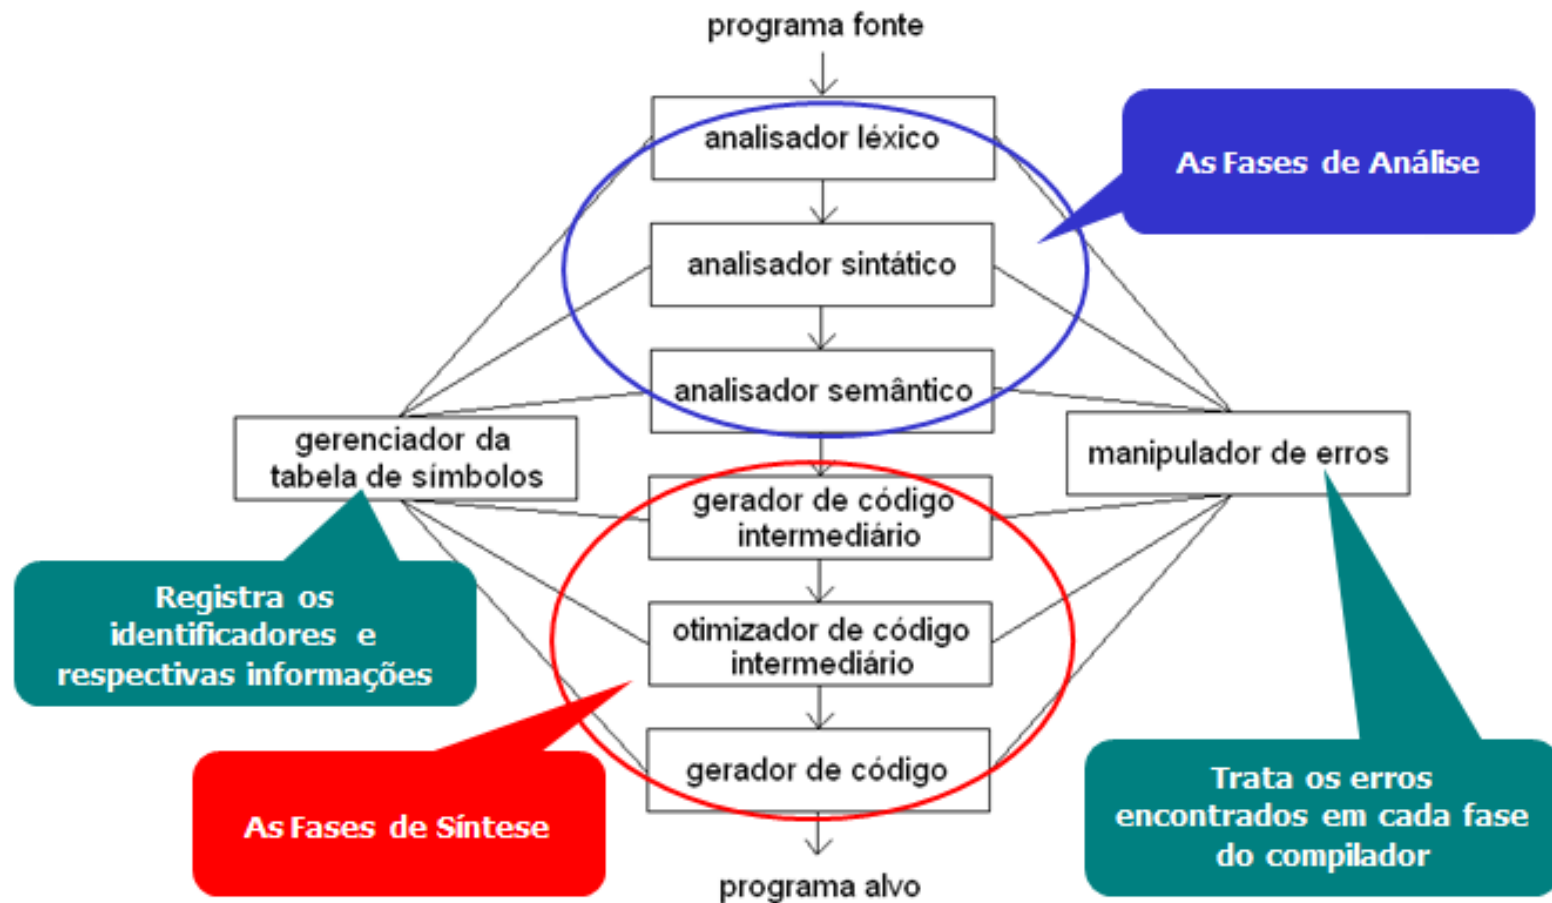 programa fonte
analisador léxico
As Fases de Análise
analisador sintático
analisador semântico
gerenciador da
tabela de símbolos
manipulador de erros
gerador de código
intermediário
Registra os
identificadores e
respectivas informações
otimizador de código
intermediário
gerador de código
As Fases de Síntese
Trata os erros
encontrados em cada fase
do compilador
programa alvo